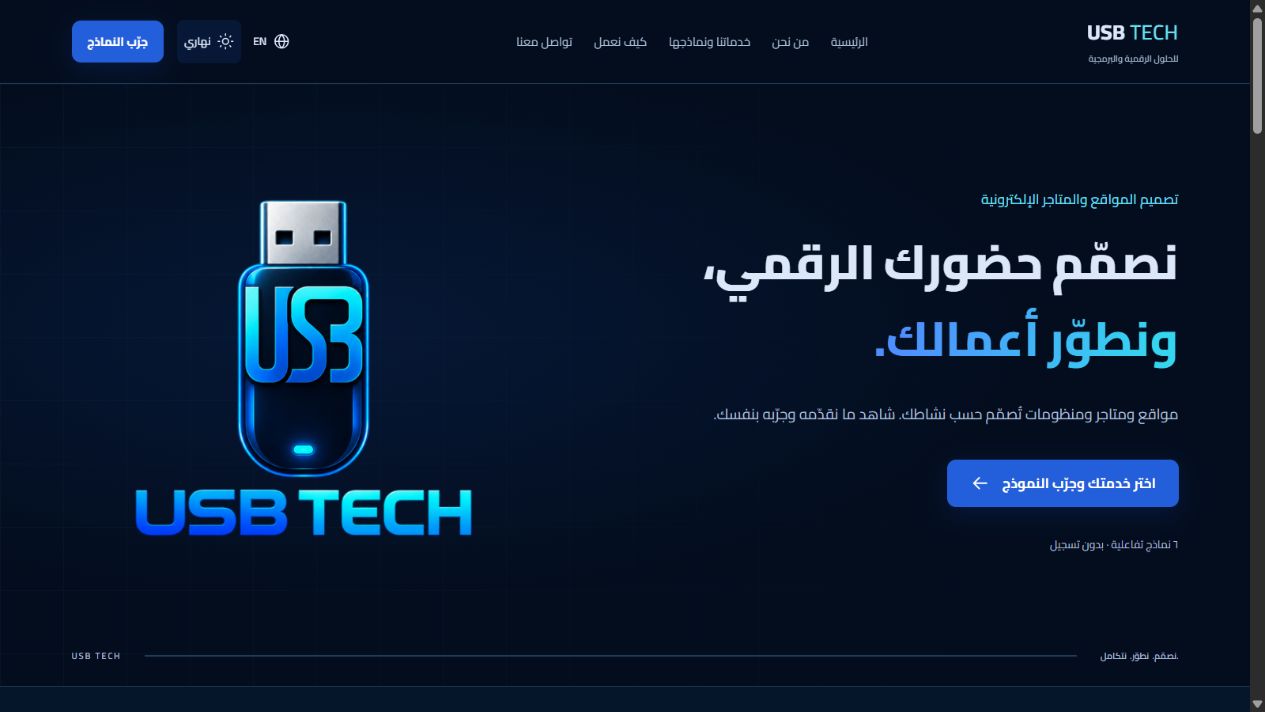 USB TECH
للحلول الرقمية والبرمجية
الرئيسية
من نحن
خدماتنا ونماذجها
كيف نعمل
تواصل معنا
EN
نهاري
جرّب النماذج
تصميم المواقع والمتاجر الإلكترونية
نصمّم حضورك الرقمي،
ونطوّر أعمالك.
مواقع ومتاجر ومنظومات تُصمّم حسب نشاطك. شاهد ما نقدّمه وجرّبه بنفسك.
اختر خدمتك وجرّب النموذج
٦ نماذج تفاعلية · بدون تسجيل
USB
USB TECH
.نصمّم. نطوّر. نتكامل
USB TECH